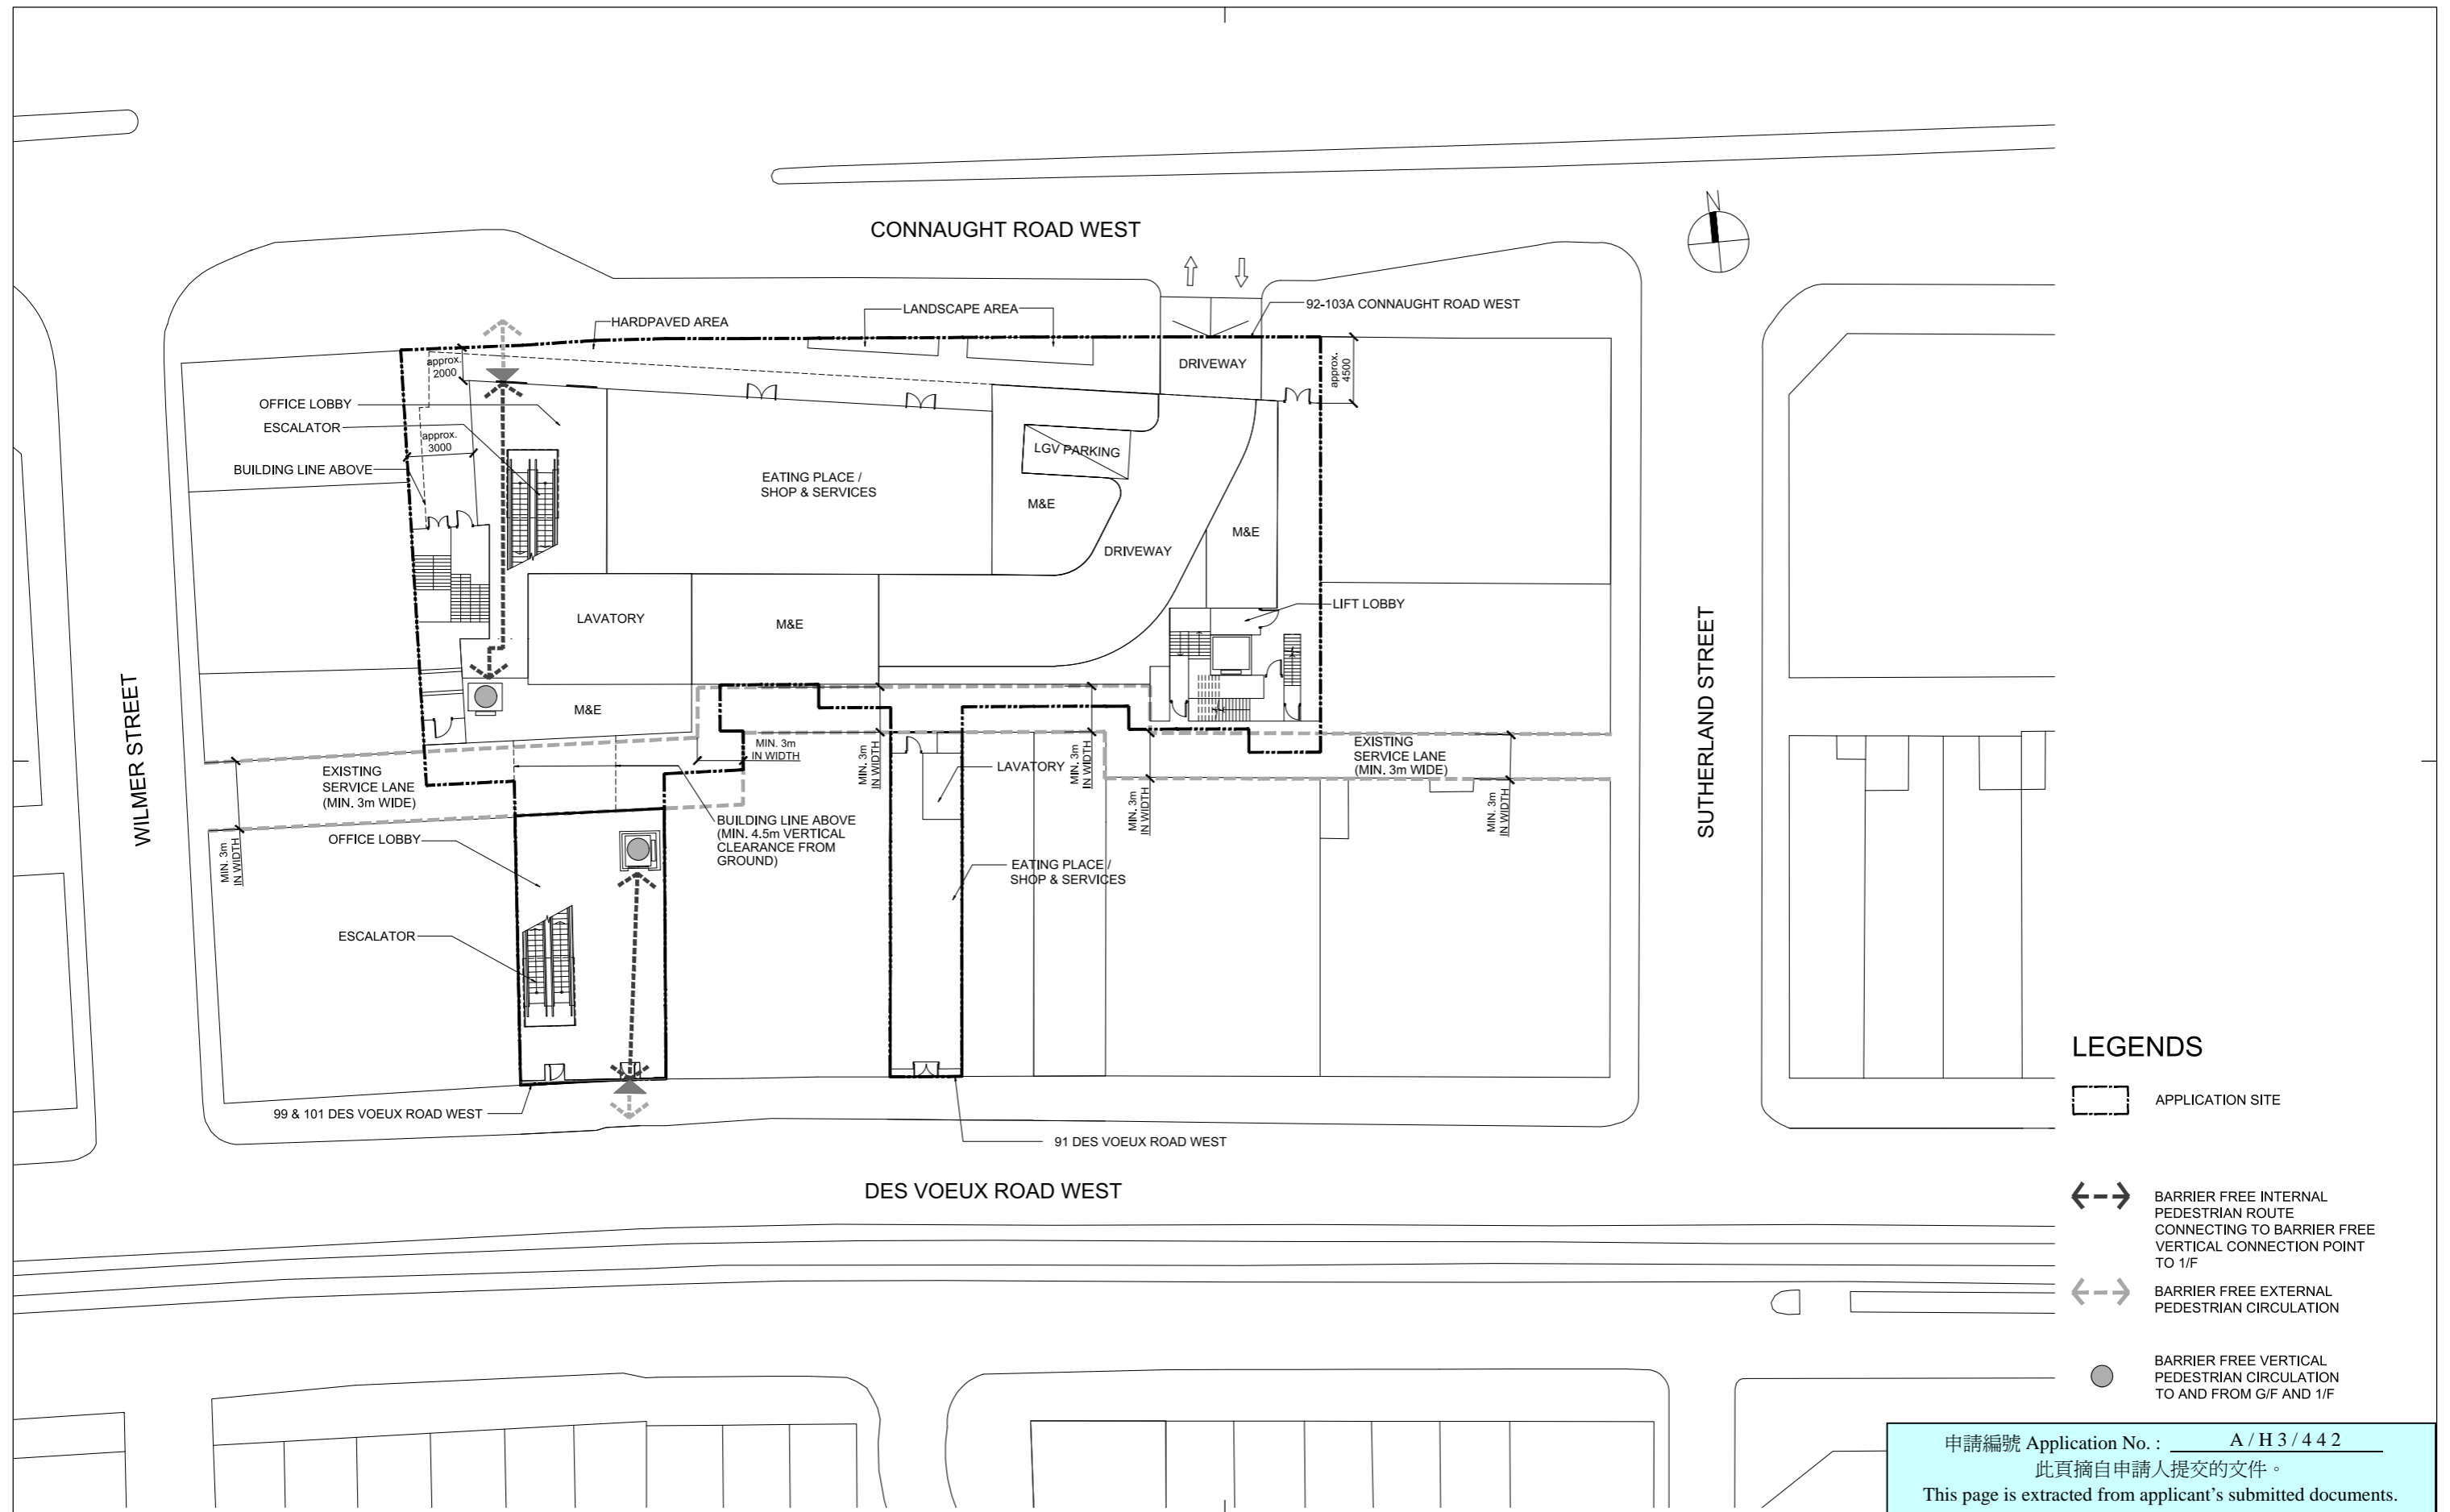 CONNAUGHT ROAD WEST
N
LANDSCAPE AREA
92-103A CONNAUGHT ROAD WEST
HARDPAVED AREA
approx.
2000
DRIVEWAY
approx.
4500
OFFICE LOBBY
ESCALATOR
approx.
3000
BUILDING LINE ABOVE
LGV PARKING
EATING PLACE /
SHOP & SERVICES
M&E
M&E
DRIVEWAY
LIFT LOBBY
LAVATORY
M&E
M&E
WILMER STREET
SUTHERLAND STREET
MIN. 3m
IN WIDTH
MIN. 3m
IN WIDTH
MIN. 3m
IN WIDTH
EXISTING
SERVICE LANE
(MIN. 3m WIDE)
EXISTING
SERVICE LANE
(MIN. 3m WIDE)
LAVATORY
MIN. 3m
IN WIDTH
MIN. 3m
IN WIDTH
MIN. 3m
IN WIDTH
BUILDING LINE ABOVE
(MIN. 4.5m VERTICAL
CLEARANCE FROM
GROUND)
OFFICE LOBBY
EATING PLACE /
SHOP & SERVICES
ESCALATOR
99 & 101 DES VOEUX ROAD WEST
91 DES VOEUX ROAD WEST
DES VOEUX ROAD WEST
LEGENDS
APPLICATION SITE
BARRIER FREE INTERNAL
PEDESTRIAN ROUTE
CONNECTING TO BARRIER FREE
VERTICAL CONNECTION POINT
TO 1/F
BARRIER FREE EXTERNAL
PEDESTRIAN CIRCULATION
BARRIER FREE VERTICAL
PEDESTRIAN CIRCULATION
TO AND FROM G/F AND 1/F
申請編號 Application No. : A / H 3 / 4 4 2
此頁摘自申請人提交的文件。
This page is extracted from applicant's submitted documents.